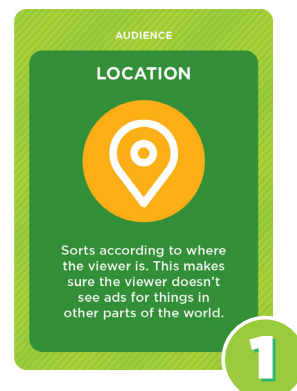 AUDIENCE
LOCATION
Sorts according to where
the viewer is. This makes
sure the viewer doesn't
see ads for things in
other parts of the world.
1